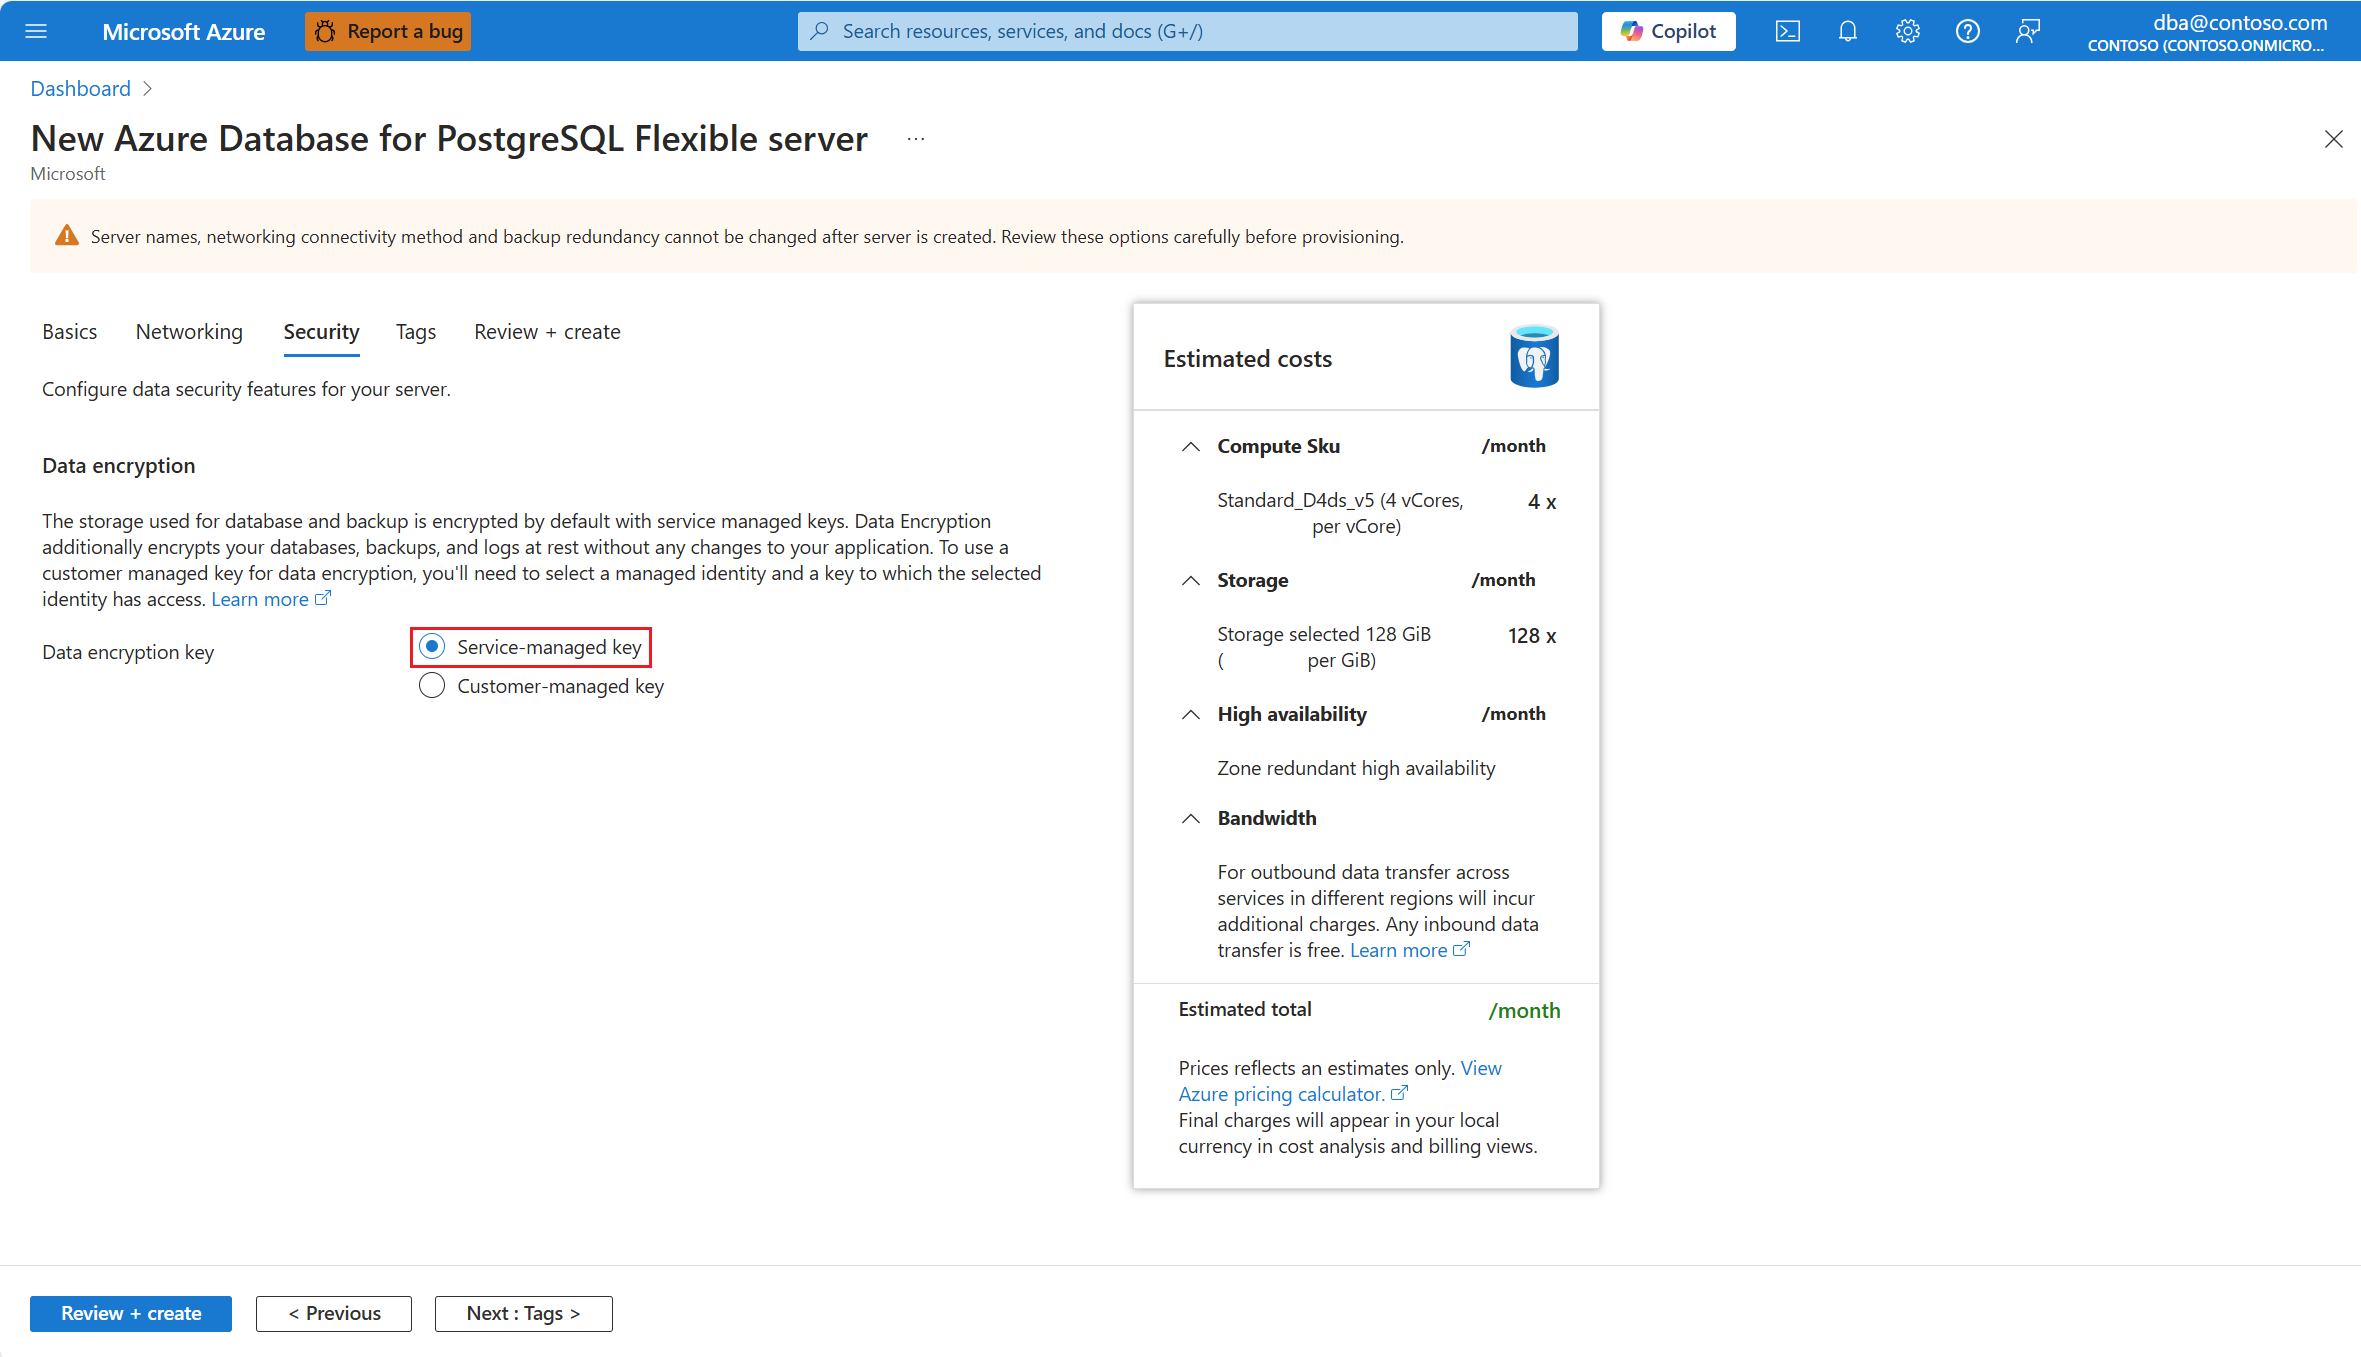 Microsoft Azure
Report a bug
Search resources, services, and docs (G+/)
Copilot
dba@contoso.com
CONTOSO (CONTOSO.ONMICRO...
Dashboard
New Azure Database for PostgreSQL Flexible server ...
Microsoft
Server names, networking connectivity method and backup redundancy cannot be changed after server is created. Review these options carefully before provisioning.
Basics
Networking
Security
Tags
Review + create
Configure data security features for your server.
Data encryption
The storage used for database and backup is encrypted by default with service managed keys. Data Encryption
additionally encrypts your databases, backups, and logs at rest without any changes to your application. To use a
customer managed key for data encryption, you'll need to select a managed identity and a key to which the selected
identity has access. Learn more
Data encryption key
Service-managed key
Customer-managed key
Estimated costs
Compute Sku /month
Standard_D4ds_v5 (4 vCores, 4 x
per vCore)
Storage /month
Storage selected 128 GiB 128 x
( per GiB)
High availability /month
Zone redundant high availability
Bandwidth
For outbound data transfer across
services in different regions will incur
additional charges. Any inbound data
transfer is free. Learn more
Estimated total /month
Prices reflects an estimates only. View
Azure pricing calculator.
Final charges will appear in your local
currency in cost analysis and billing views.
Review + create
< Previous
Next : Tags >